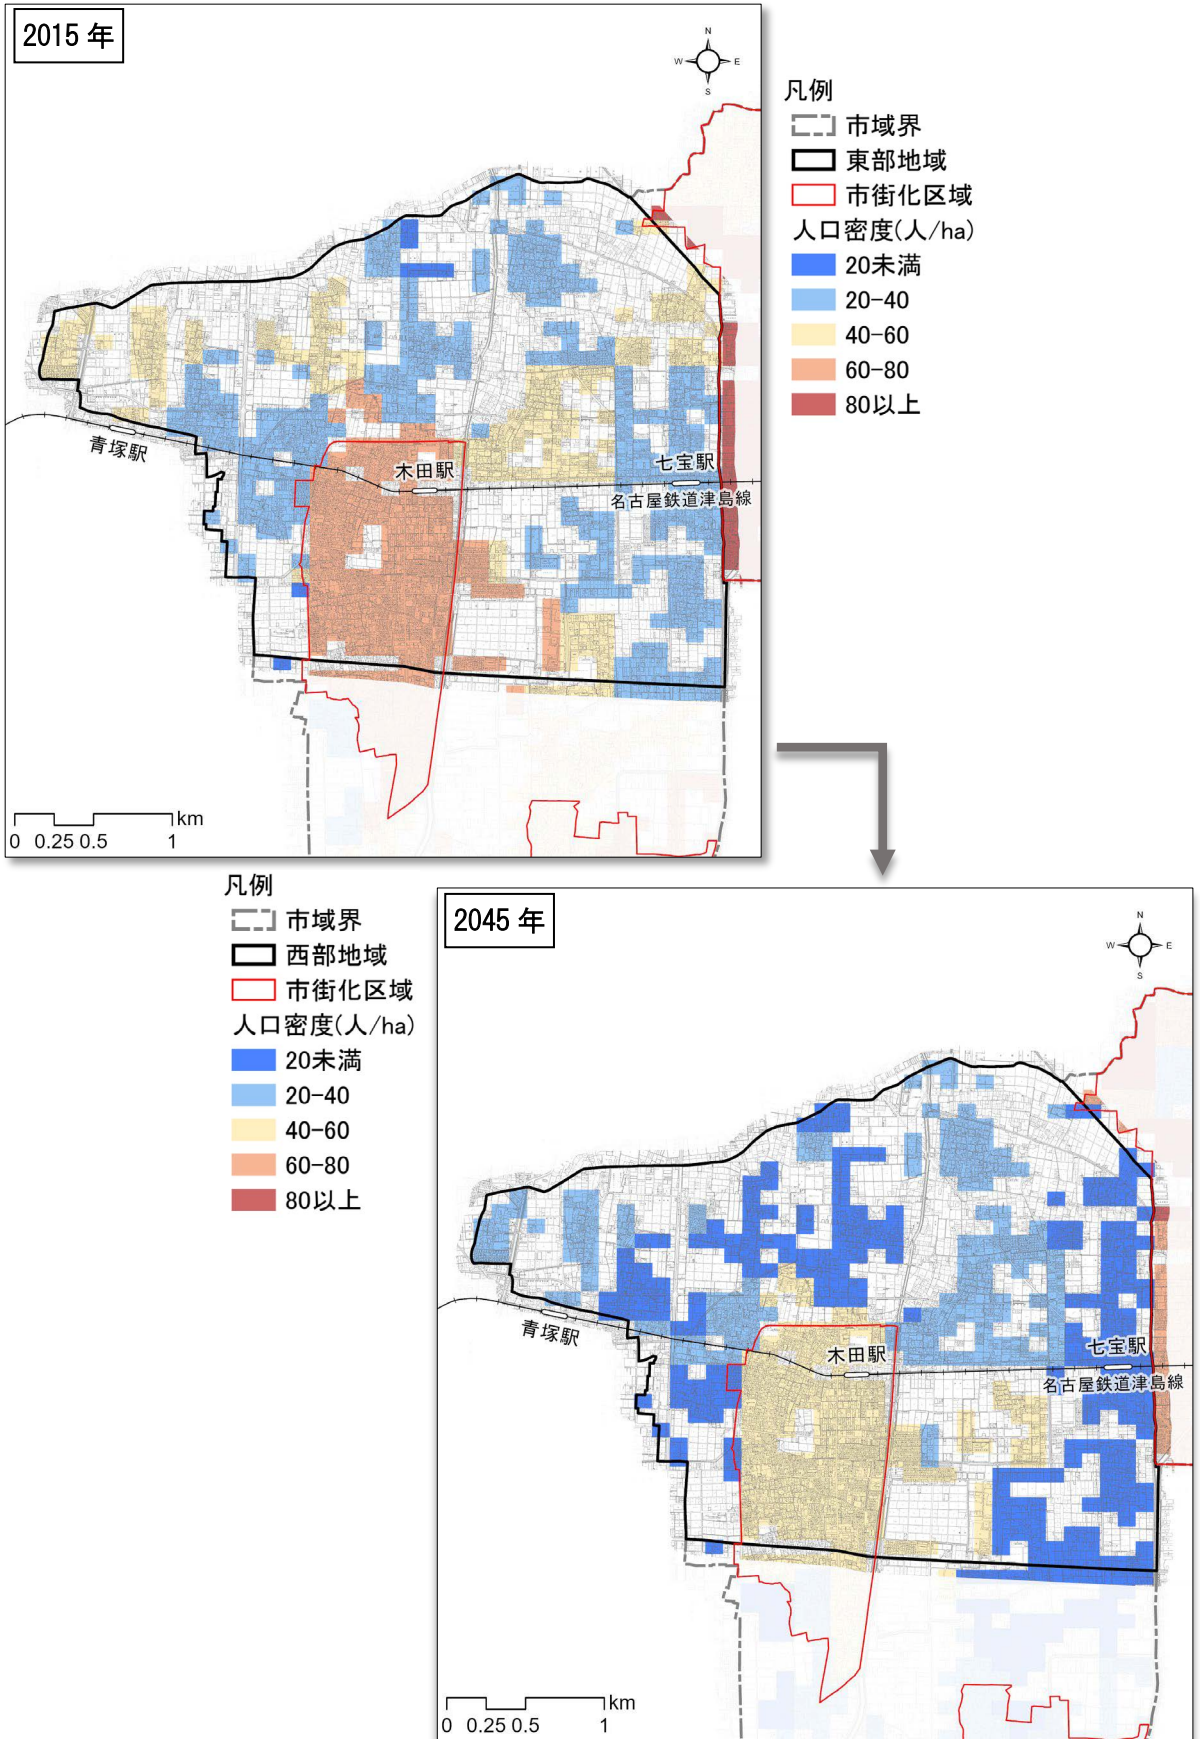 2015 年
N
W E
S
凡例
市域界
東部地域
市街化区域
人口密度(人/ha)
20未満
20-40
40-60
60-80
80以上
青塚駅
木田駅
七宝駅
名古屋鉄道津島線
km
0 0.25 0.5 1
凡例
市域界
西部地域
市街化区域
人口密度(人/ha)
20未満
20-40
40-60
60-80
80以上
2045 年
N
W E
S
青塚駅
木田駅
七宝駅
名古屋鉄道津島線
km
0 0.25 0.5 1